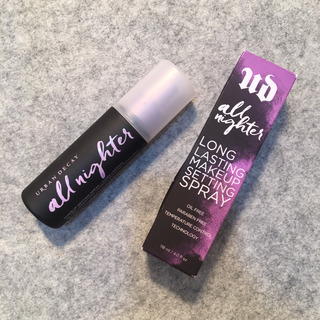 URBAN DECAY
all nighter
UD
all
nighter
LONG
LASTING
MAKEUP
SETTING
SPRAY
OIL FREE
PARABEN FREE
TEMPERATURE CONTROL
TECHNOLOGY